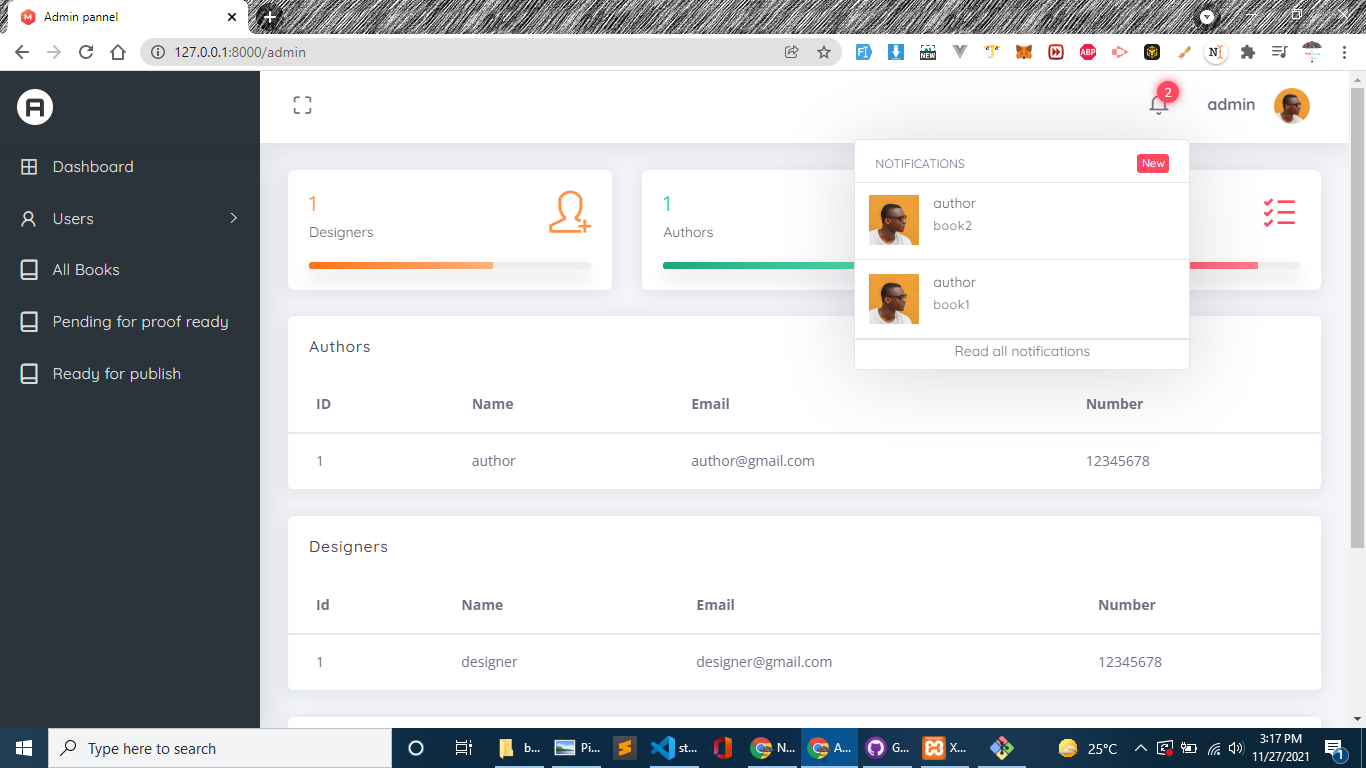 Admin pannel
127.0.0.1:8000/admin
2
admin
Dashboard
Users
All Books
Pending for proof ready
Ready for publish
NOTIFICATIONS
New
author
book2
author
book1
Read all notifications
1
Designers
1
Authors
Authors
ID Name Email Number
1 author author@gmail.com 12345678
Designers
Id Name Email Number
1 designer designer@gmail.com 12345678
Type here to search
b...
Pi...
st...
N...
A...
G...
X...
25°C
3:17 PM
11/27/2021
1